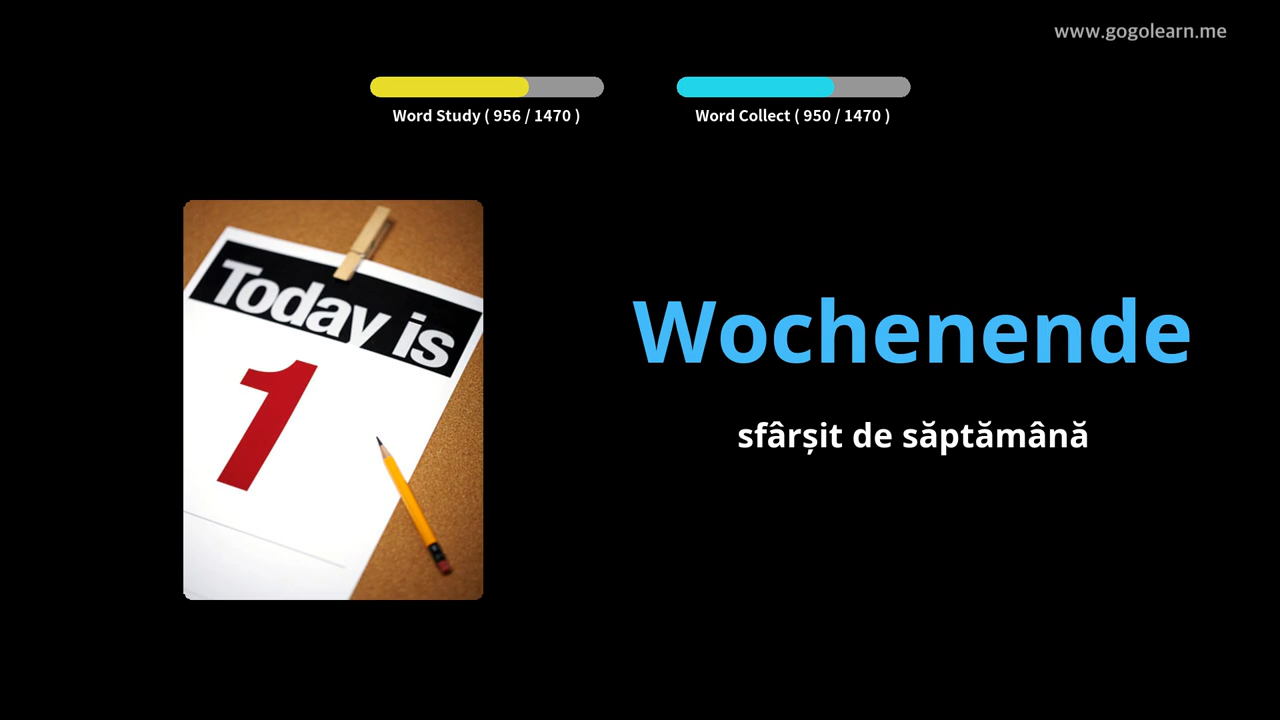 www.gogolearn.me
Word Study ( 956 / 1470 )
Word Collect ( 950 / 1470 )
Today is
1
Wochenende
sfârșit de săptămână